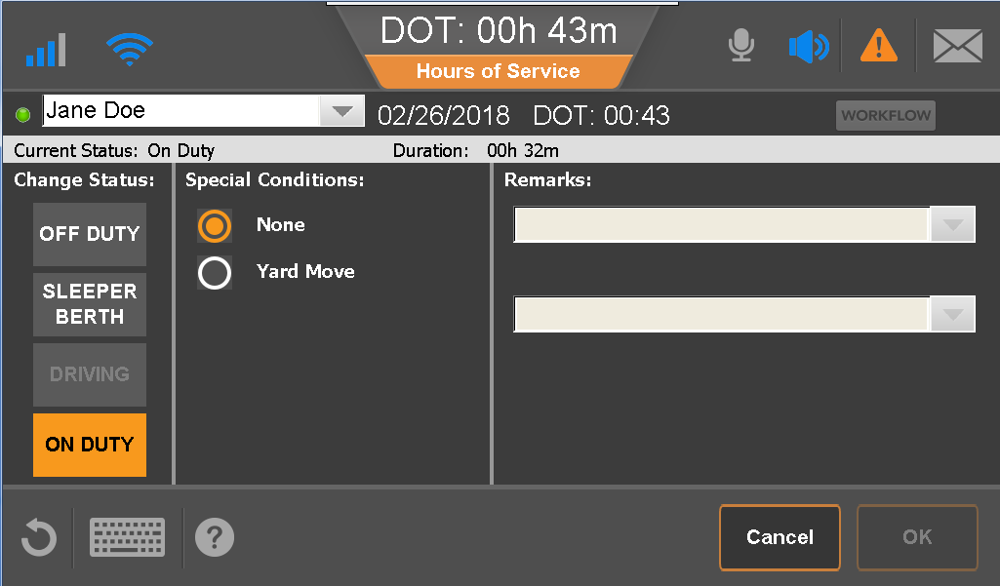 DOT: 00h 43m
Hours of Service
Jane Doe
02/26/2018 DOT: 00:43
WORKFLOW
Current Status: On Duty
Duration: 00h 32m
Change Status:
OFF DUTY
SLEEPER
BERTH
DRIVING
ON DUTY
Special Conditions:
None
Yard Move
Remarks:
?
Cancel
OK